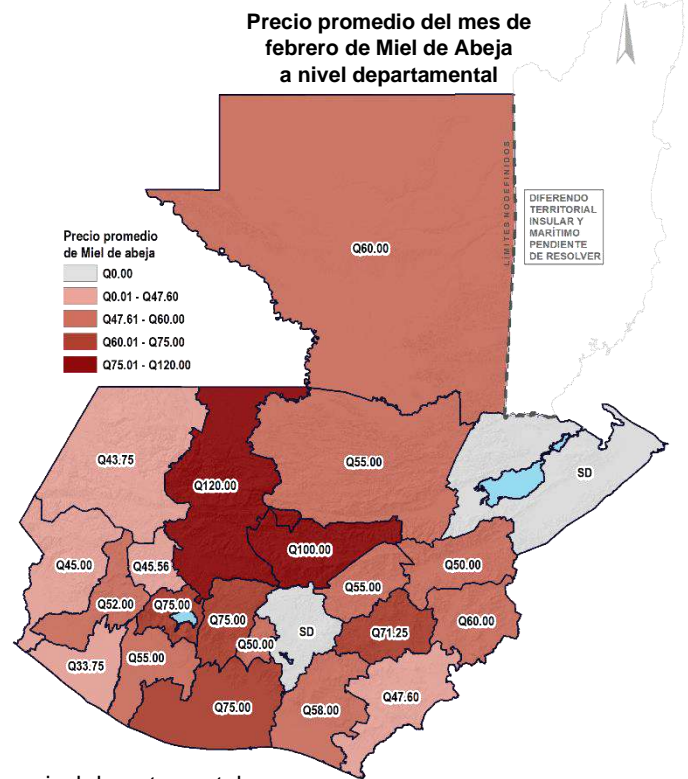 Precio promedio del mes de
febrero de Miel de Abeja
a nivel departamental
LÍMITES NO DEFINIDOS
DIFERENDO
TERRITORIAL
INSULAR Y
MARÍTIMO
PENDIENTE
DE RESOLVER
Q60.00
Precio promedio
de Miel de abeja
Q0.00
Q0.01 - Q47.60
Q47.61 - Q60.00
Q60.01 - Q75.00
Q75.01 - Q120.00
Q43.75
Q120.00
Q55.00
SD
Q100.00
Q45.00
Q45.56
Q55.00
Q50.00
Q52.00
Q75.00
Q75.00
Q50.00
SD
Q71.25
Q60.00
Q33.75
Q55.00
Q75.00
Q58.00
Q47.60